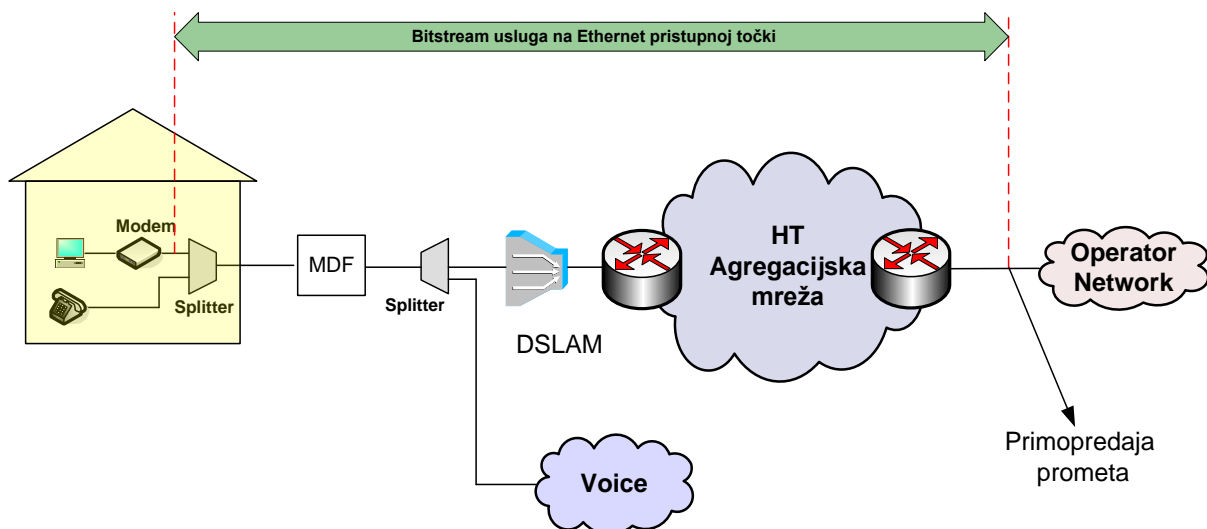 Bitstream usluga na Ethernet pristupnoj točki
Modem
Splitter
MDF
Splitter
DSLAM
HT
Agregacijska
mreža
Operator
Network
Voice
Primopredaja
prometa